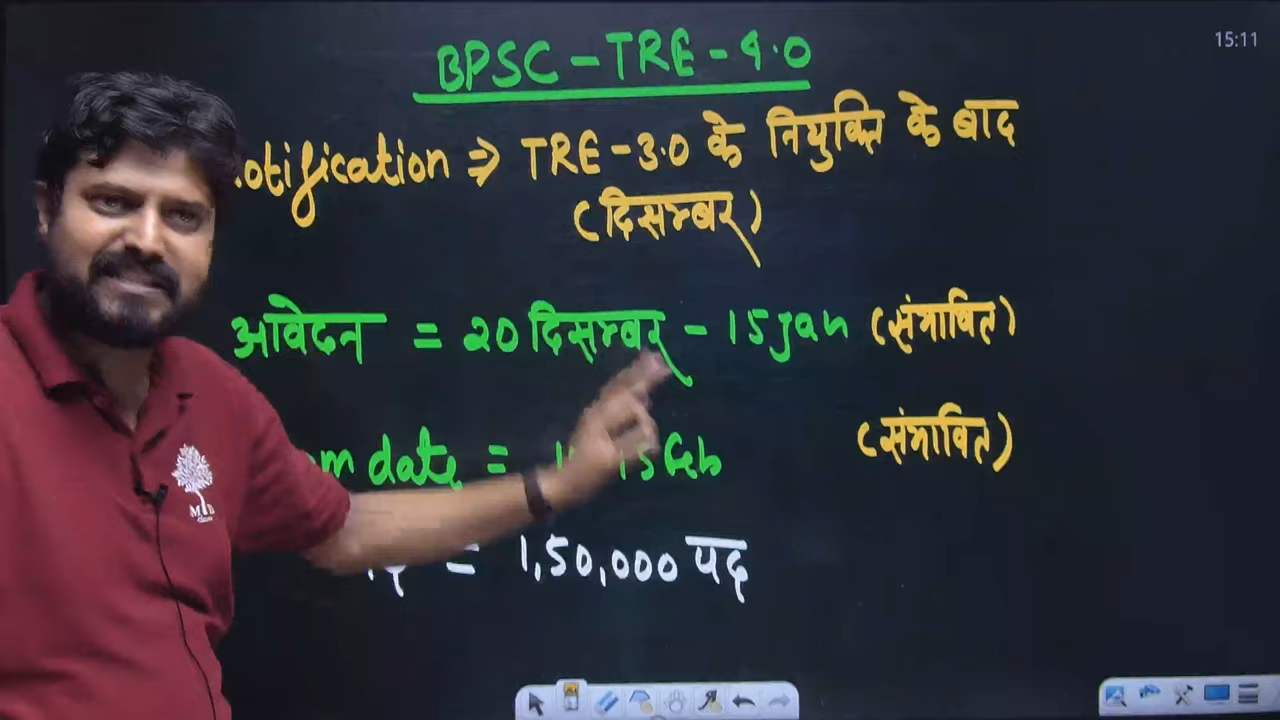 15:11
BPSC - TRE - 4.0
notification ⇒ TRE - 3.0 के नियुक्ति के बाद
(दिसम्बर)
आवेदन = 20 दिसम्बर - 15 Jan (संभावित)
date = 15 Feb (संभावित)
= 1,50,000 पद